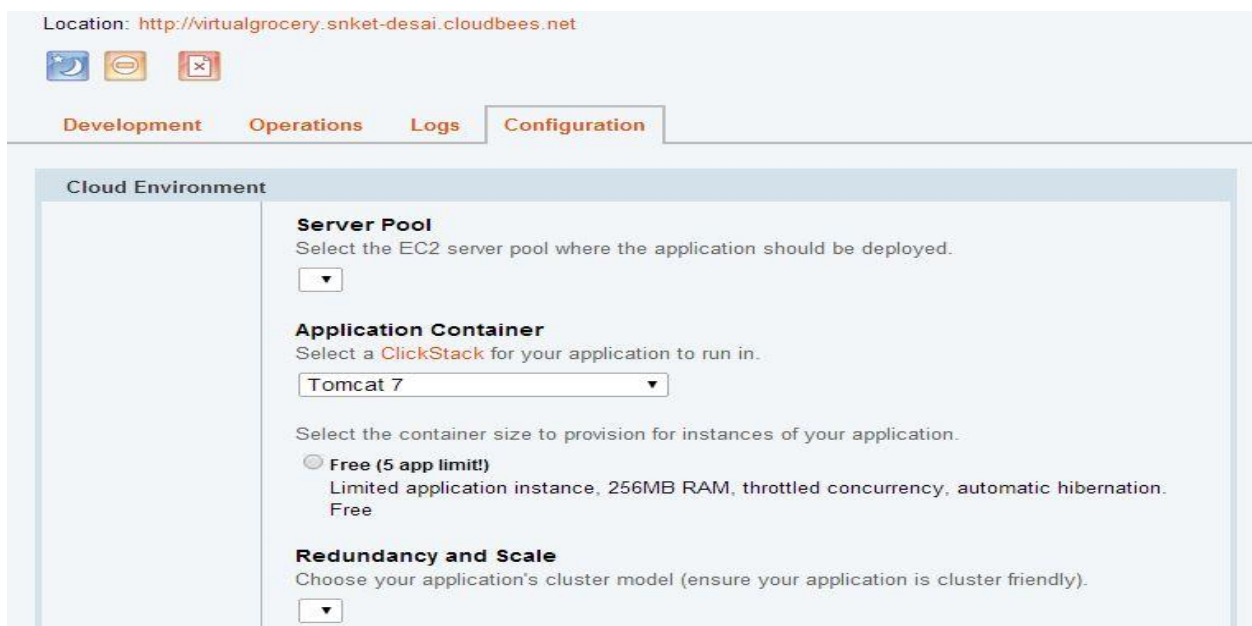 Location: http://virtualgrocery.snket-desai.cloudbees.net
Development Operations Logs Configuration
Cloud Environment
Server Pool
Select the EC2 server pool where the application should be deployed.
Application Container
Select a ClickStack for your application to run in.
Tomcat 7
Select the container size to provision for instances of your application.
Free (5 app limit!)
Limited application instance, 256MB RAM, throttled concurrency, automatic hibernation.
Free
Redundancy and Scale
Choose your application's cluster model (ensure your application is cluster friendly).